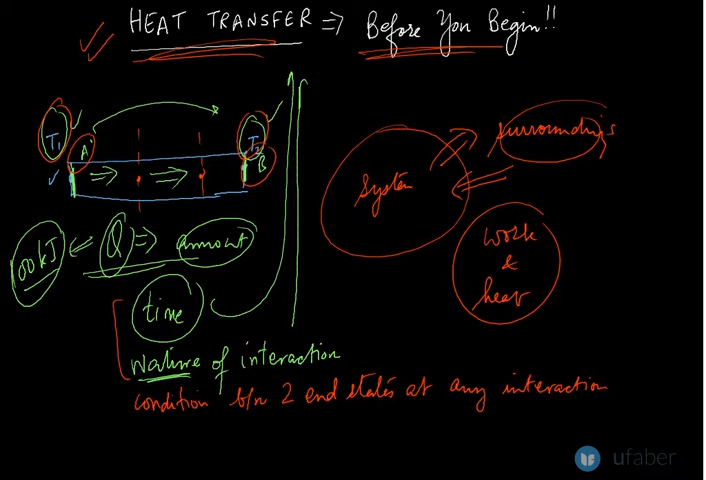 HEAT TRANSFER ⇒ Before You Begin!!
T1
T2
A
B
System
surroundings
100kJ ⇐ Q ⇒ amount
work
&
heat
time
Nature of interaction
condition b/n 2 end states at any interaction
ufaber